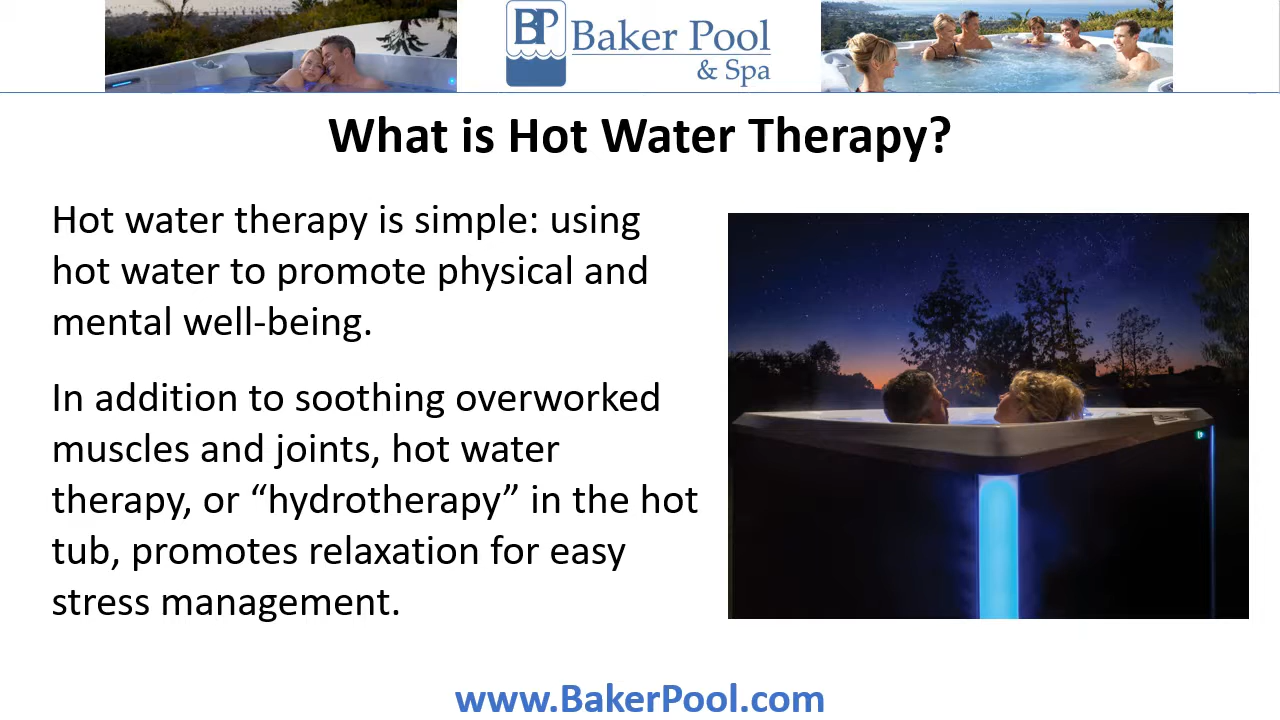 BP Baker Pool
& Spa
What is Hot Water Therapy?
Hot water therapy is simple: using
hot water to promote physical and
mental well-being.
In addition to soothing overworked
muscles and joints, hot water
therapy, or “hydrotherapy” in the hot
tub, promotes relaxation for easy
stress management.
www.BakerPool.com